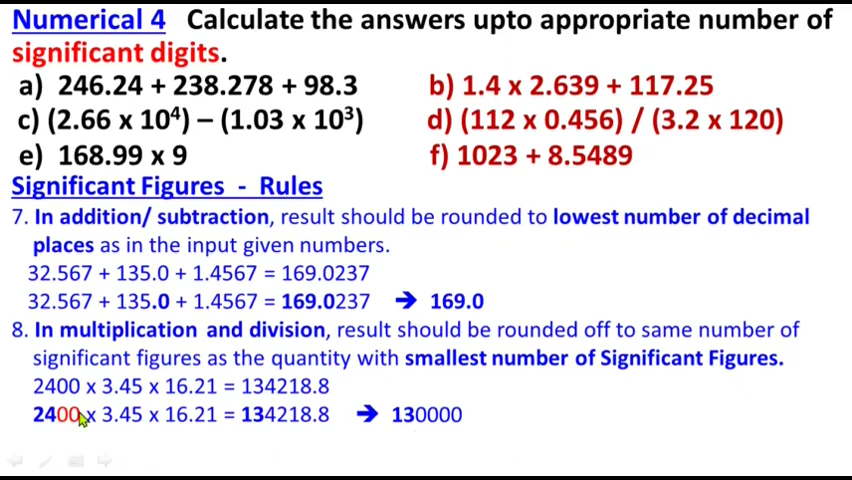 Numerical 4 Calculate the answers upto appropriate number of
significant digits.
a) 246.24 + 238.278 + 98.3 b) 1.4 x 2.639 + 117.25
c) (2.66 x 10⁴) – (1.03 x 10³) d) (112 x 0.456) / (3.2 x 120)
e) 168.99 x 9 f) 1023 + 8.5489
Significant Figures - Rules
7. In addition/ subtraction, result should be rounded to lowest number of decimal
places as in the input given numbers.
32.567 + 135.0 + 1.4567 = 169.0237
32.567 + 135.0 + 1.4567 = 169.0237 ➔ 169.0
8. In multiplication and division, result should be rounded off to same number of
significant figures as the quantity with smallest number of Significant Figures.
2400 x 3.45 x 16.21 = 134218.8
2400 x 3.45 x 16.21 = 134218.8 ➔ 130000